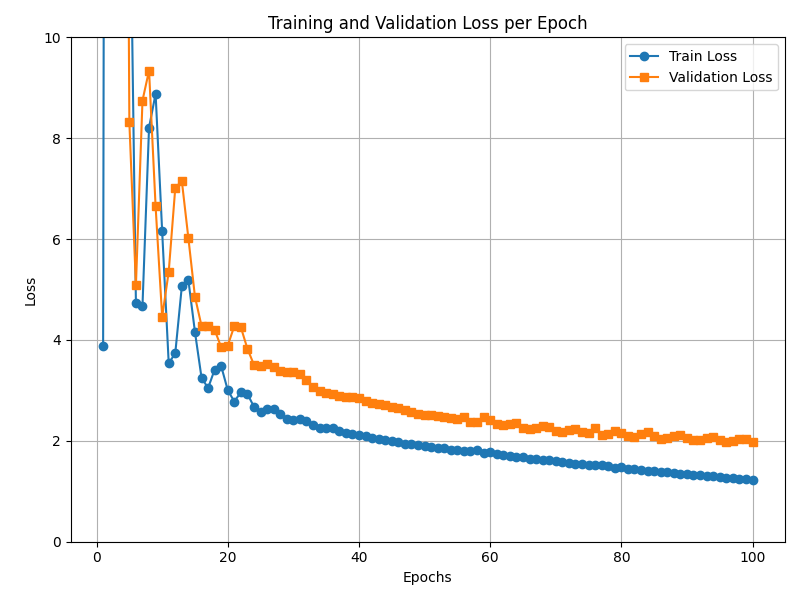 Training and Validation Loss per Epoch
Train Loss
Validation Loss
10
8
6
4
2
0
Loss
0 20 40 60 80 100
Epochs